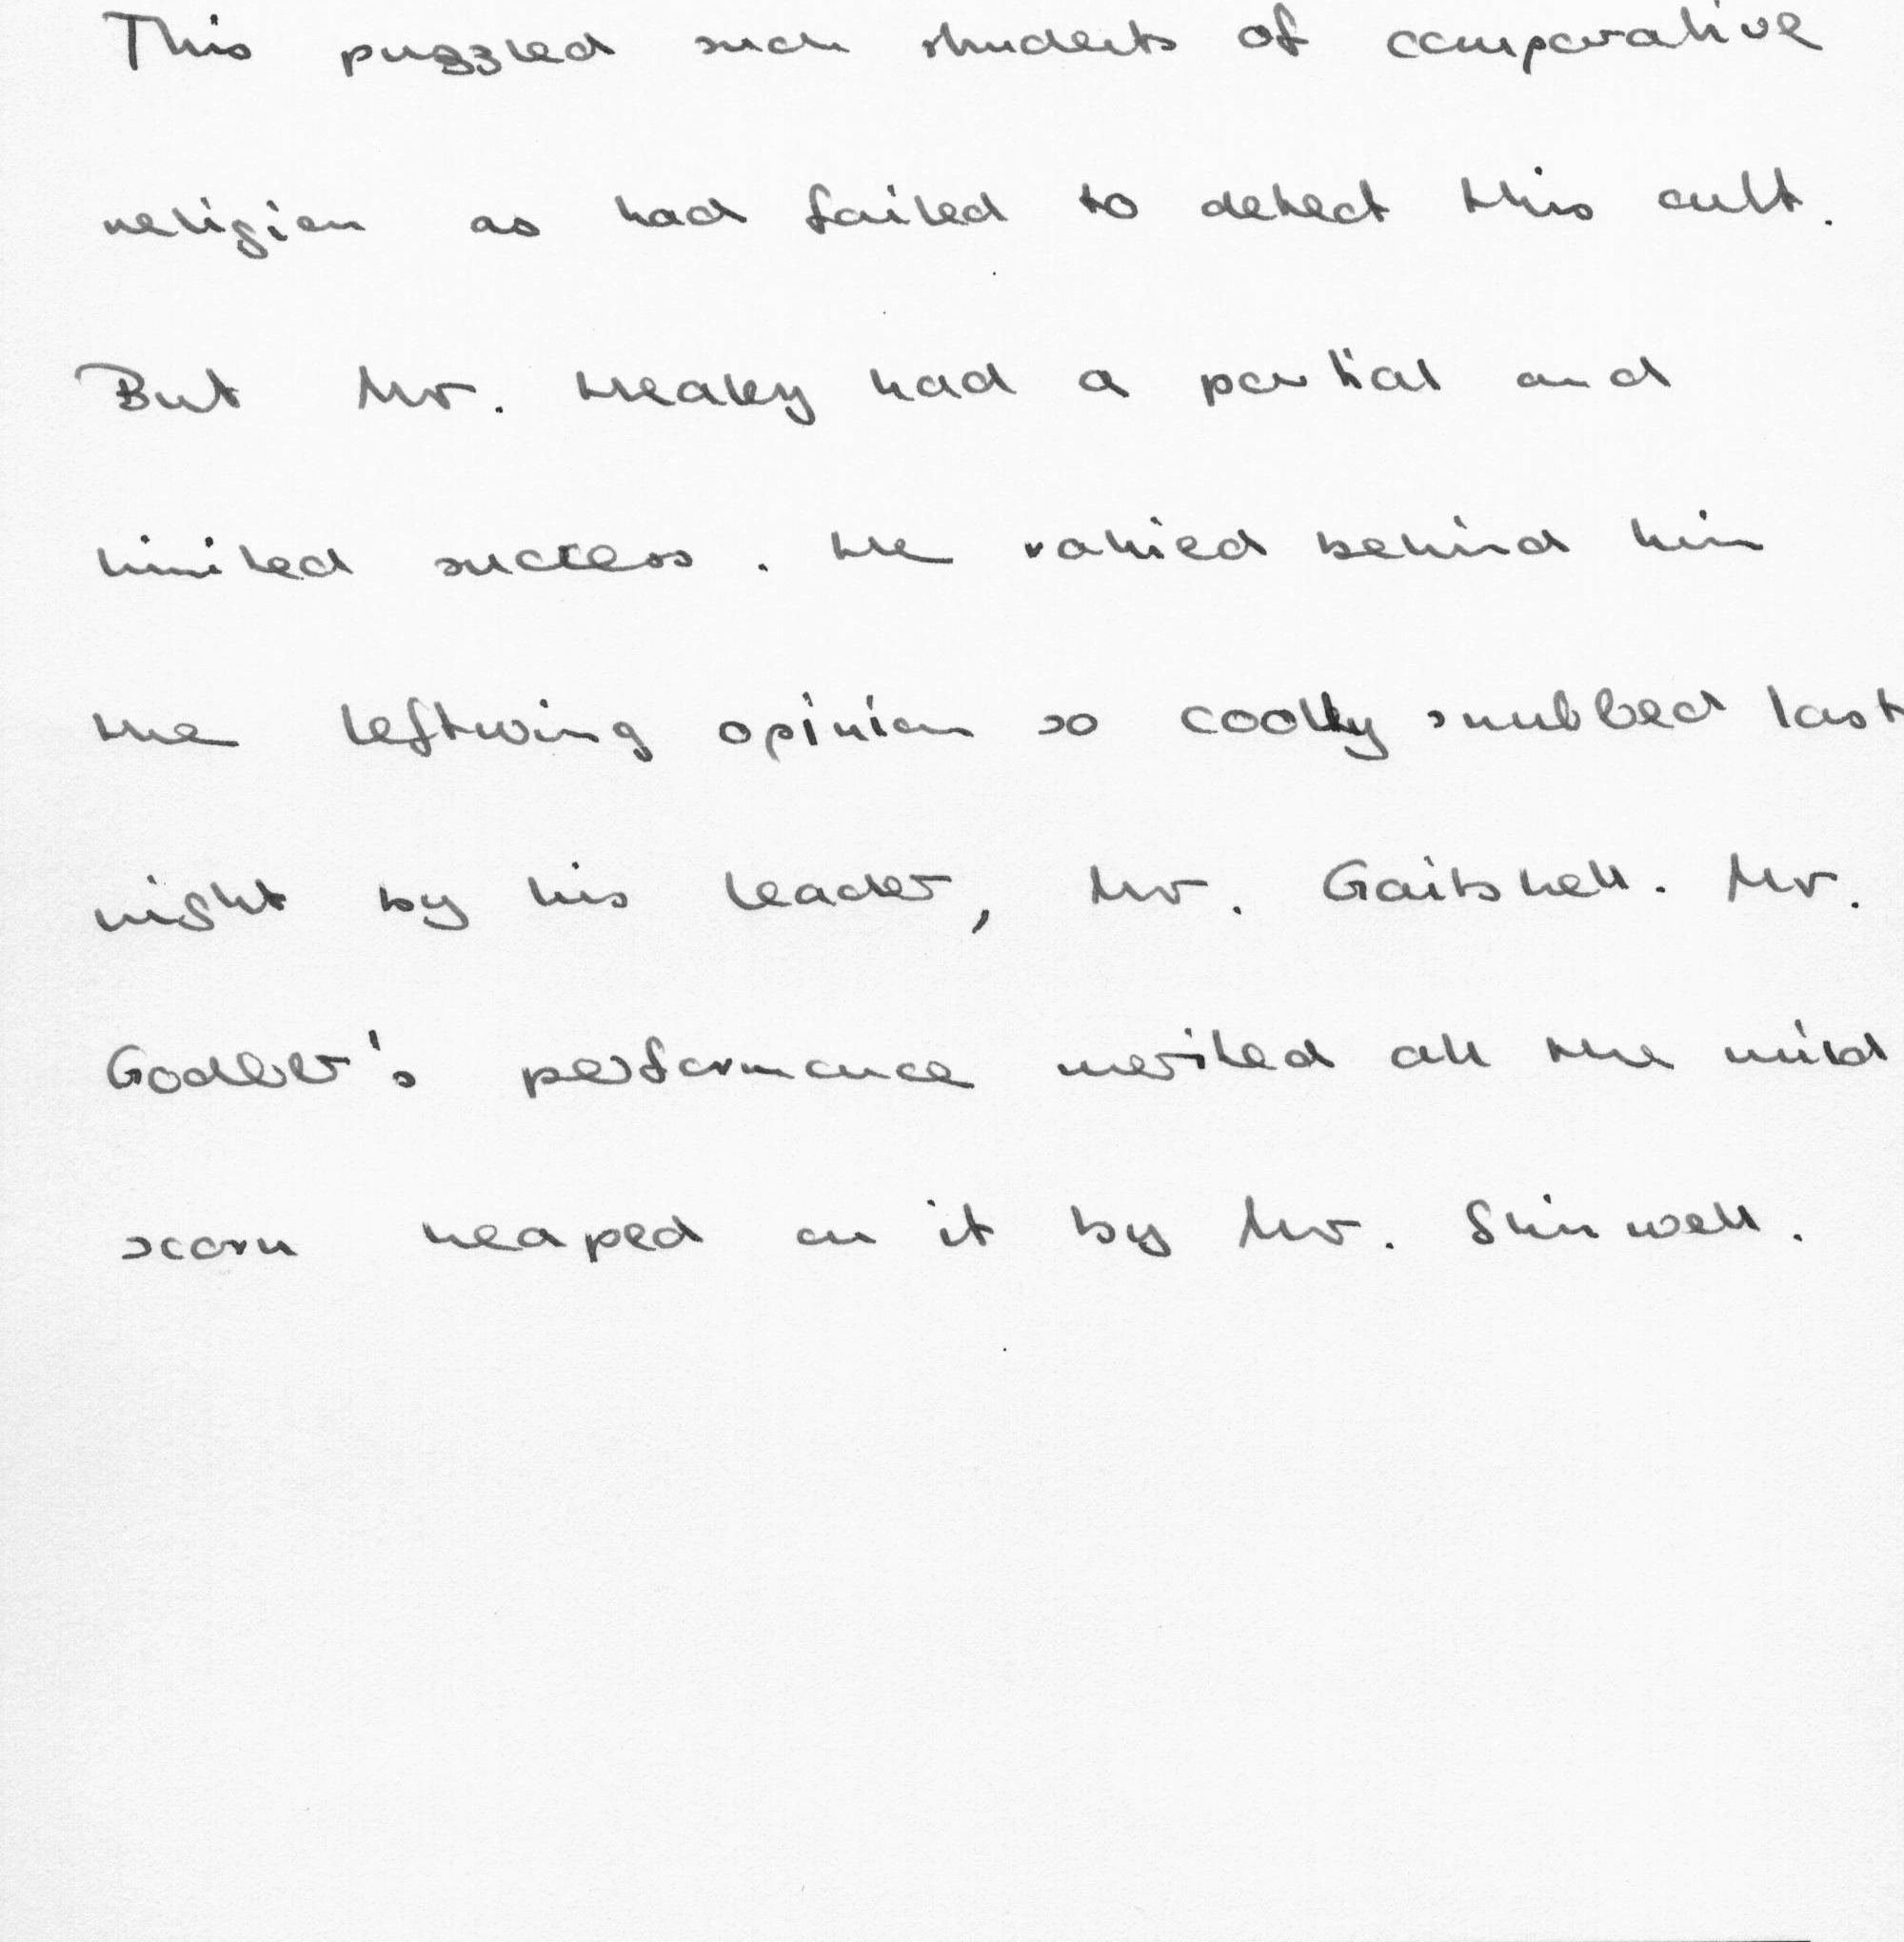 This puzzled such students of comparative
religion as had failed to detect this cult.
But Mr. Healey had a partial and
limited success. He rallied behind him
the leftwing opinion so coolly snubbed last
night by his leader, Mr. Gaitskell. Mr.
Godber's performance merited all the mild
scorn heaped on it by Mr. Shinwell.